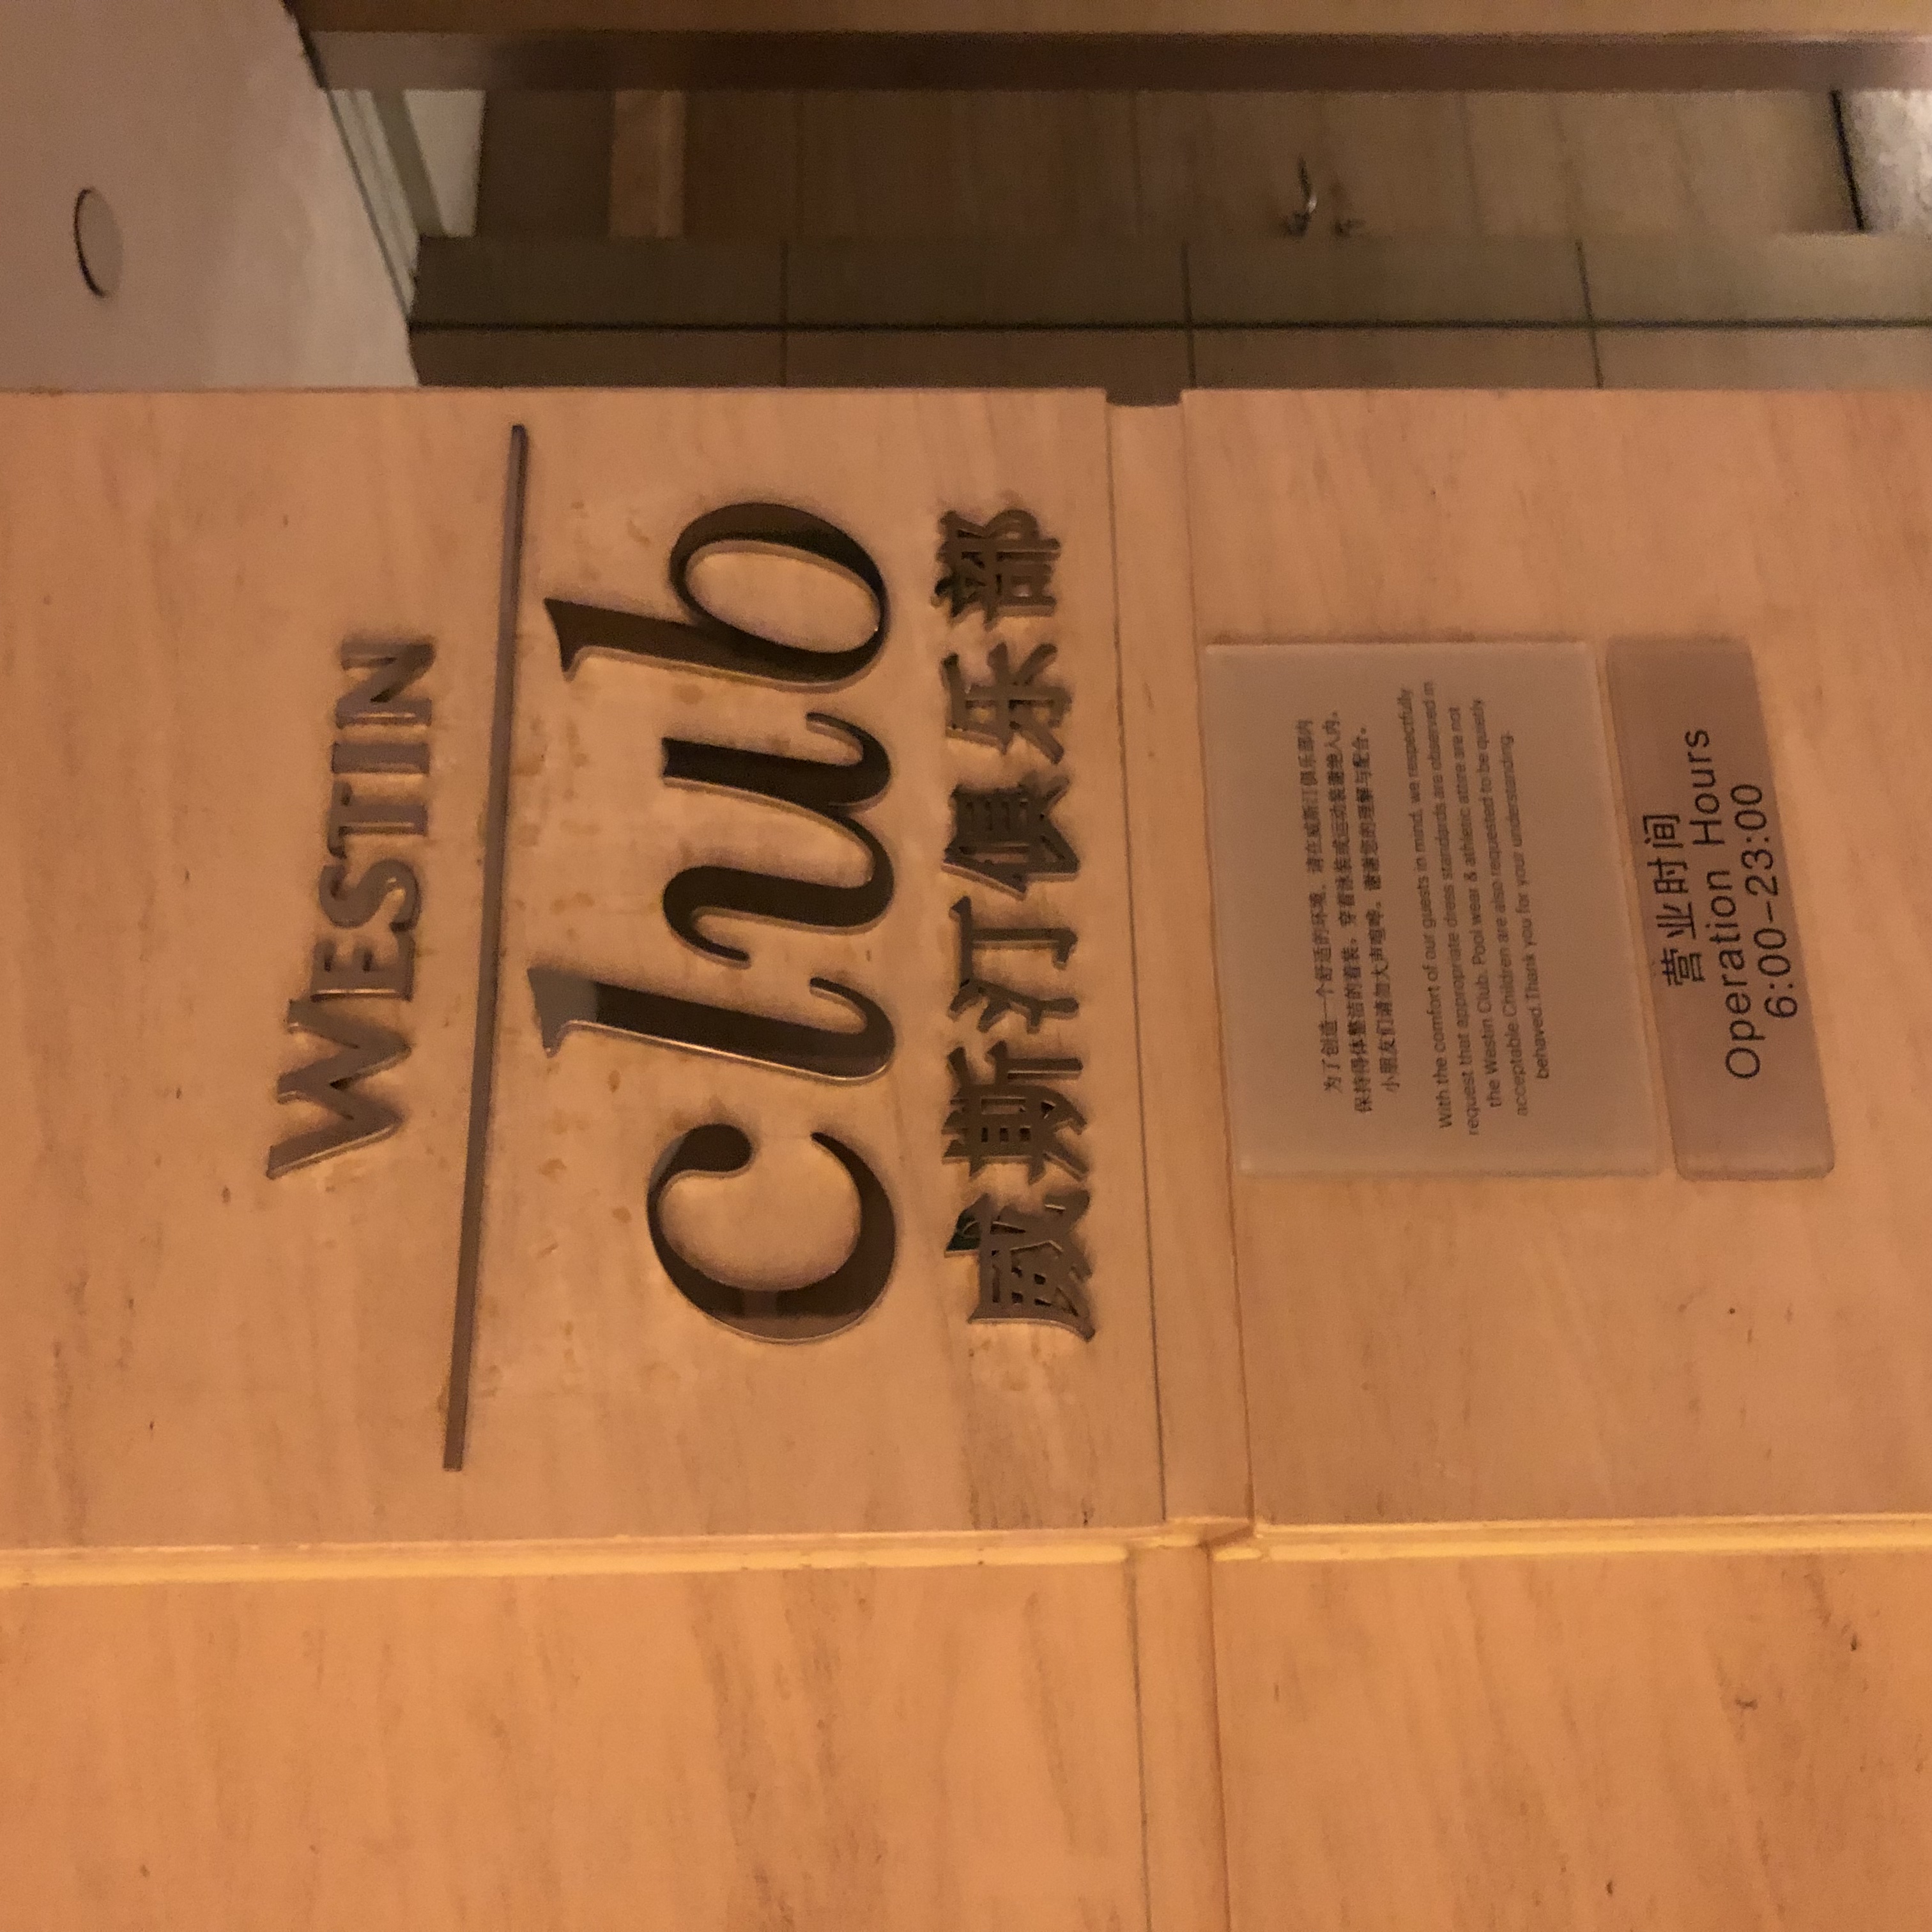 WESTIN
club
威斯汀俱乐部
为了创造一个舒适的环境，请在威斯汀俱乐部内
保持得体整洁的着装，穿着泳装或运动装谢绝入内。
小朋友们请勿大声喧哗。谢谢您的理解与配合。
With the comfort of our guests in mind, we respectfully
request that appropriate dress standards are observed in
the Westin Club. Pool wear & athletic attire are not
acceptable.Children are also requested to be quietly
behaved.Thank you for your understanding.
营业时间
Operation Hours
6:00-23:00